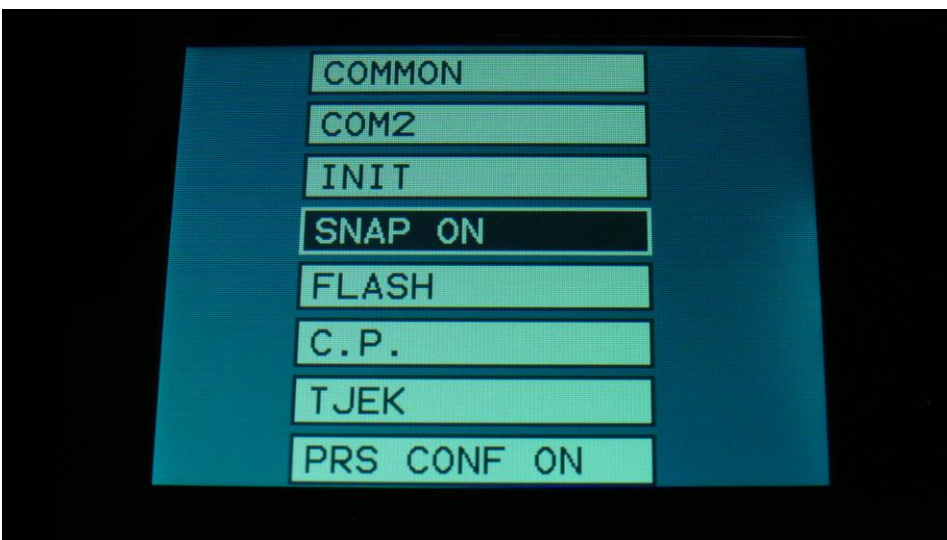 COMMON
COM2
INIT
SNAP ON
FLASH
C.P.
TJEK
PRS CONF ON